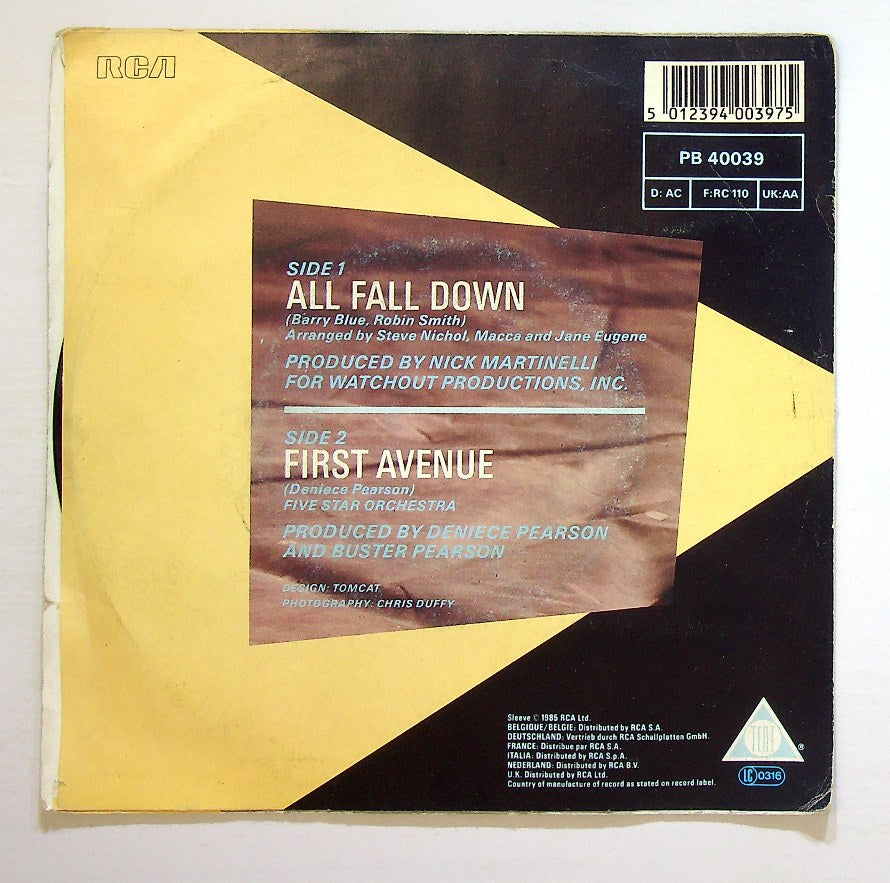 RCA
5 012394 003975
PB 40039
D: AC F:RC 110 UK:AA
SIDE 1
ALL FALL DOWN
(Barry Blue, Robin Smith)
Arranged by Steve Nichol, Macca and Jane Eugene
PRODUCED BY NICK MARTINELLI
FOR WATCHOUT PRODUCTIONS, INC.
SIDE 2
FIRST AVENUE
(Deniece Pearson)
FIVE STAR ORCHESTRA
PRODUCED BY DENIECE PEARSON
AND BUSTER PEARSON
DESIGN: TOMCAT
PHOTOGRAPHY: CHRIS DUFFY
Sleeve © 1985 RCA Ltd.
BELGIQUE/BELGIE: Distributed by RCA S.A.
DEUTSCHLAND: Vertrieb durch RCA Schallplatten GmbH.
FRANCE: Distribue par RCA S.A.
ITALIA: Distributed by RCA S.p.A.
NEDERLAND: Distributed by RCA B.V.
U.K. Distributed by RCA Ltd.
Country of manufacture of record as stated on record label.
TENT ®
LC 0316